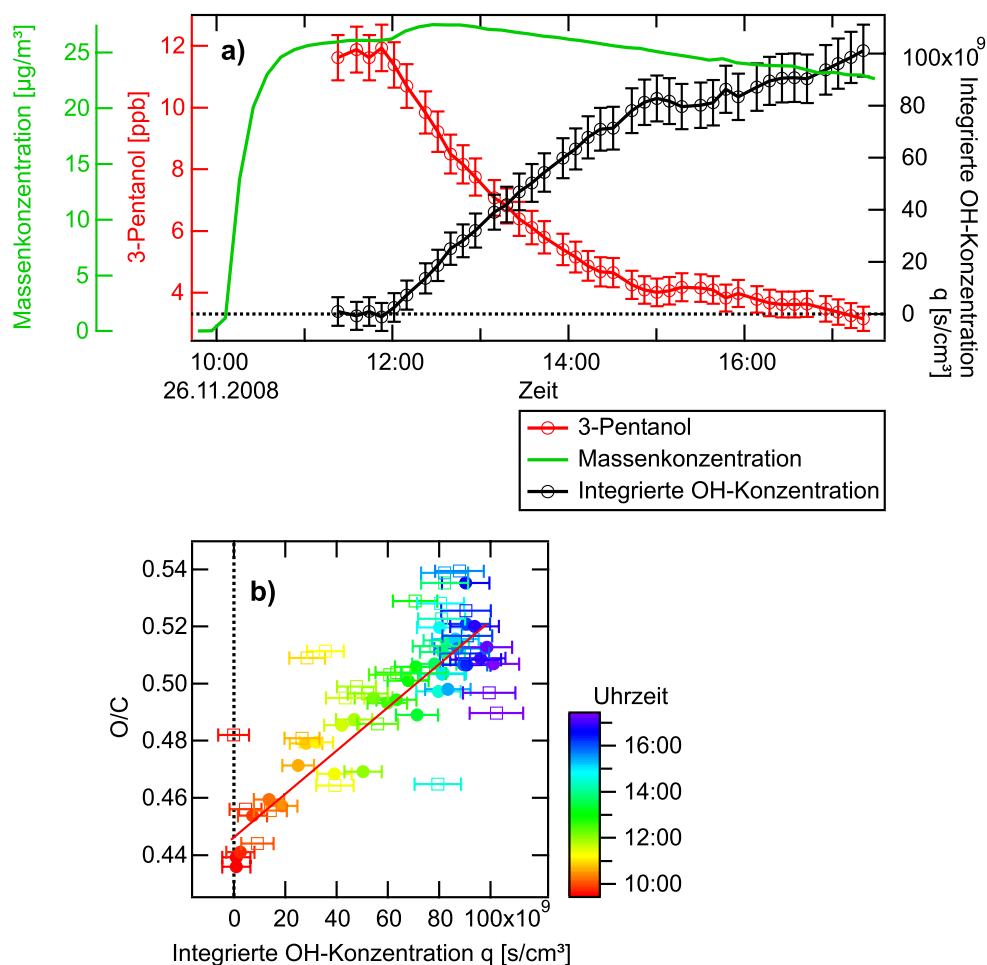 a)
Massenkonzentration [µg/m³]
25
20
15
10
5
0
3-Pentanol [ppb]
12
10
8
6
4
100x10⁹
80
60
40
20
0
Integrierte OH-Konzentration
q [s/cm³]
10:00 12:00 14:00 16:00
26.11.2008 Zeit
3-Pentanol
Massenkonzentration
Integrierte OH-Konzentration
b)
O/C
0.54
0.52
0.50
0.48
0.46
0.44
0 20 40 60 80 100x10⁹
Integrierte OH-Konzentration q [s/cm³]
Uhrzeit
16:00
14:00
12:00
10:00